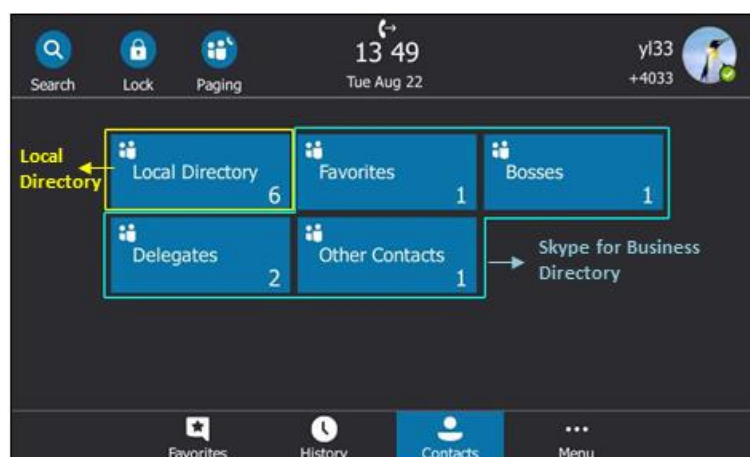 13 49
yl33
Search Lock Paging Tue Aug 22 +4033
Local Directory
Local Directory 6
Favorites 1
Bosses 1
Delegates 2
Other Contacts 1
Skype for Business
Directory
Favorites History Contacts Menu